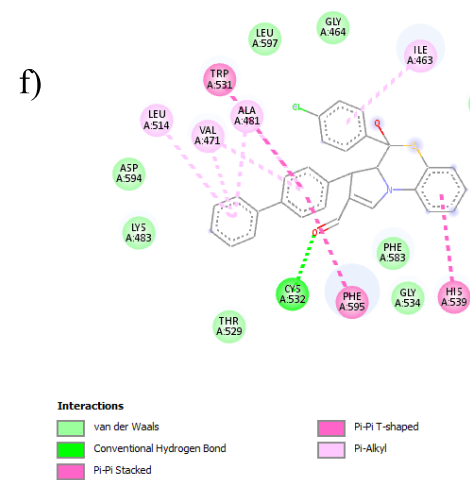 f)
LEU
A:597
GLY
A:464
ILE
A:463
TRP
A:531
LEU
A:514
VAL
A:471
ALA
A:481
Cl
O
S
ASP
A:594
LYS
A:483
N
O
PHE
A:583
CYS
A:532
PHE
A:595
GLY
A:534
HIS
A:539
THR
A:529
Interactions
van der Waals
Conventional Hydrogen Bond
Pi-Pi Stacked
Pi-Pi T-shaped
Pi-Alkyl